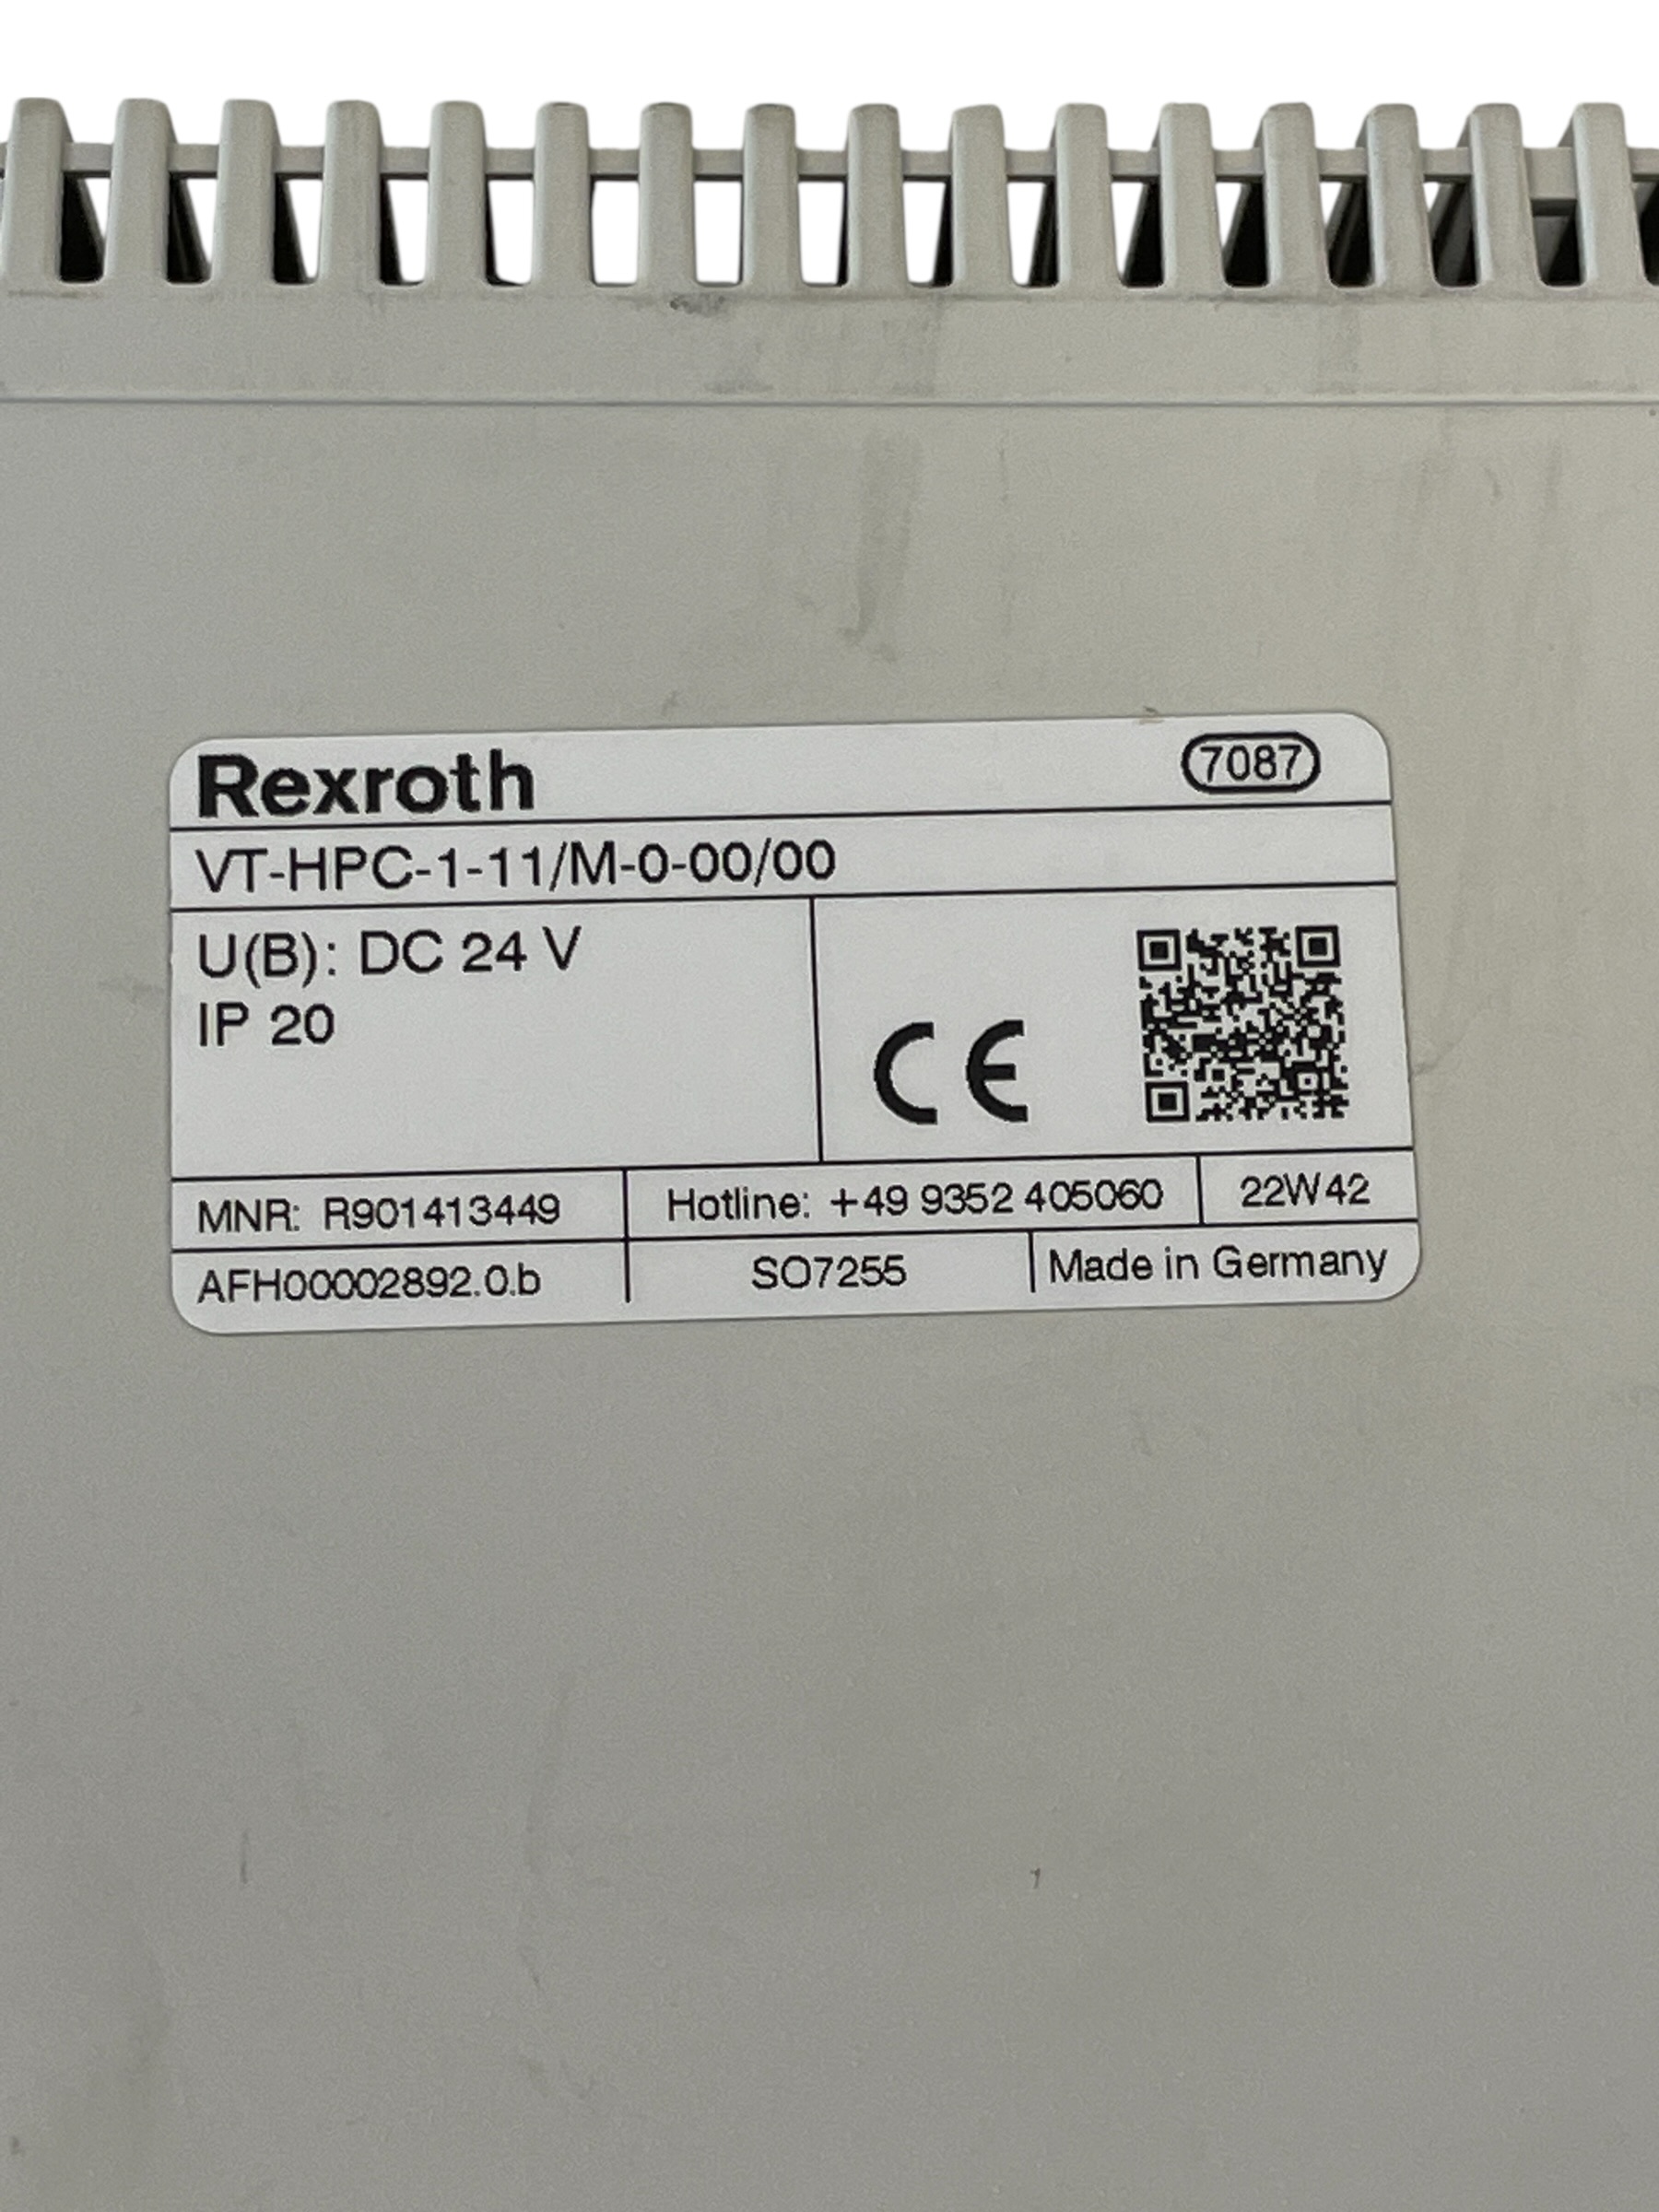 Rexroth 7087
VT-HPC-1-11/M-0-00/00
U(B): DC 24 V
IP 20
CE
MNR: R901413449 Hotline: +49 9352 405060 22W42
AFH00002892.0.b SO7255 Made in Germany